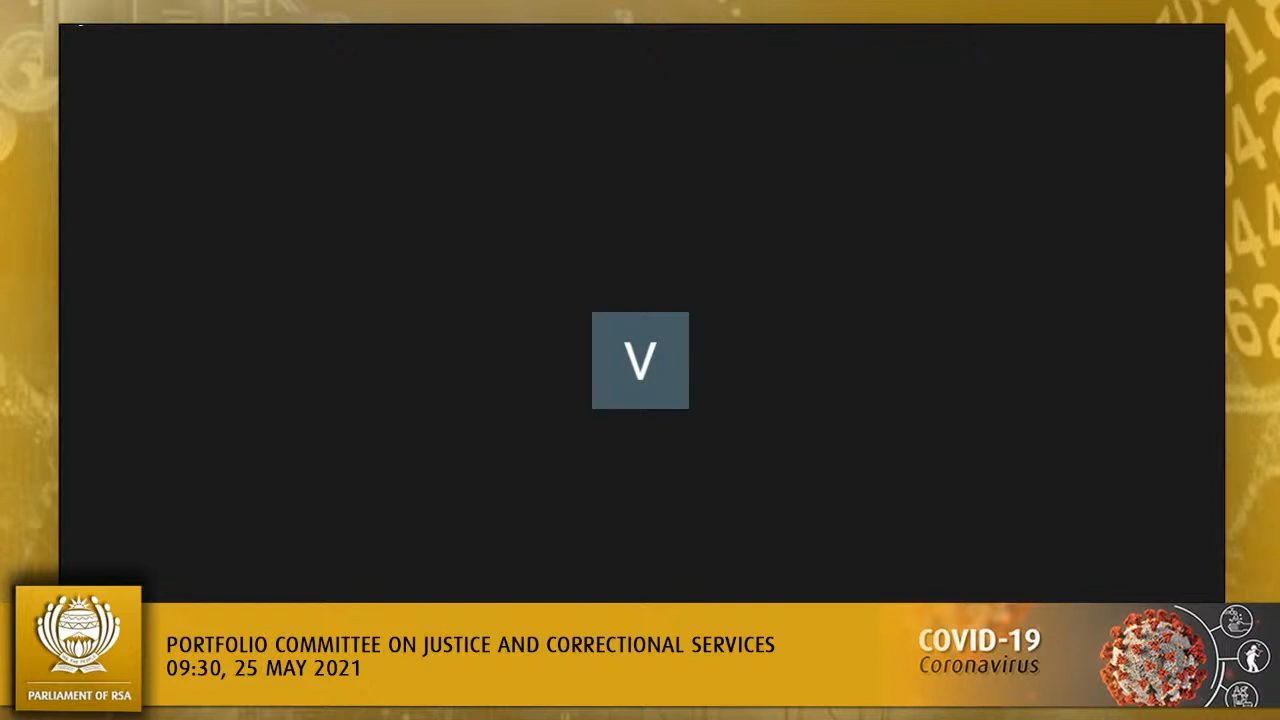 V
PORTFOLIO COMMITTEE ON JUSTICE AND CORRECTIONAL SERVICES
09:30, 25 MAY 2021
PARLIAMENT OF RSA
COVID-19
Coronavirus